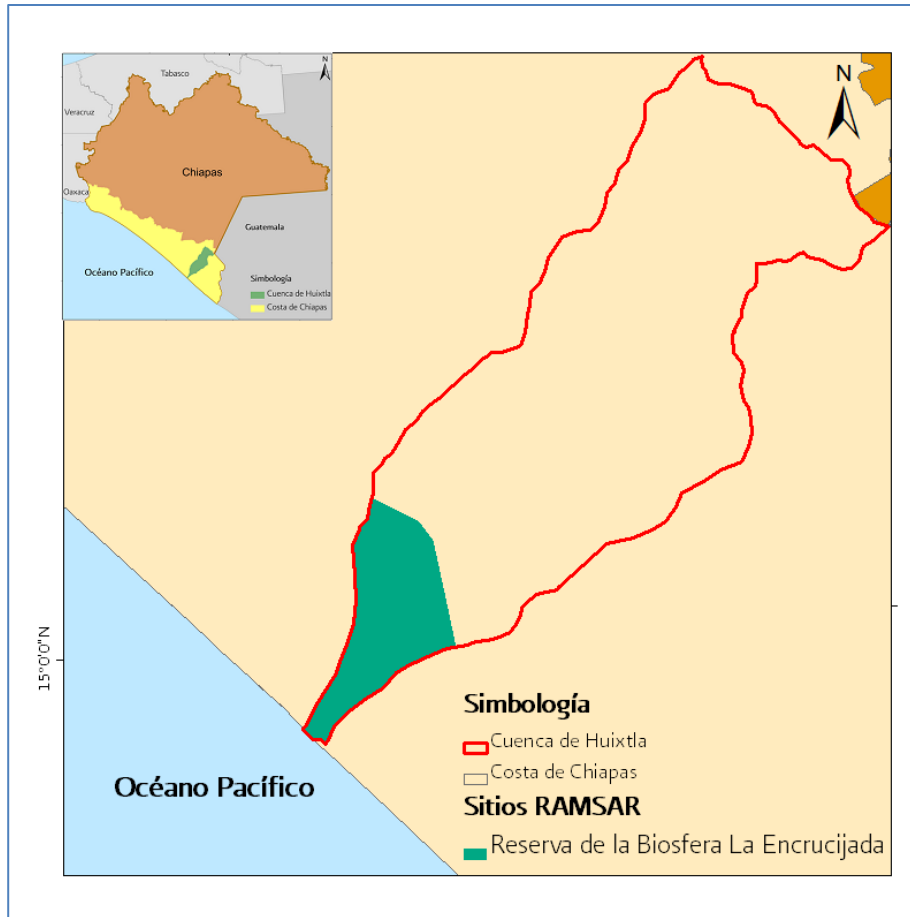 Tabasco
N
Veracruz
Chiapas
Oaxaca
Guatemala
Océano Pacífico
Simbología
Cuenca de Huixtla
Costa de Chiapas
N
15°0'0"N
Océano Pacífico
Simbología
Cuenca de Huixtla
Costa de Chiapas
Sitios RAMSAR
Reserva de la Biosfera La Encrucijada